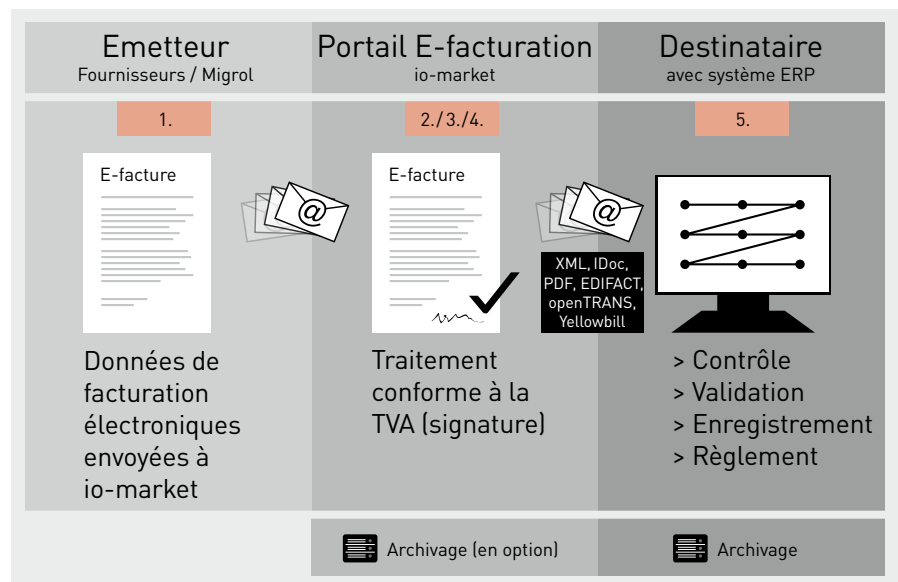 Emetteur
Fournisseurs / Migrol
Portail E-facturation
io-market
Destinataire
avec système ERP
1.
E-facture
Données de
facturation
électroniques
envoyées à
io-market
2./3./4.
E-facture
@
Traitement
conforme à la
TVA (signature)
@
XML, IDoc,
PDF, EDIFACT,
openTRANS,
Yellowbill
5.
> Contrôle
> Validation
> Enregistrement
> Règlement
Archivage (en option)
Archivage